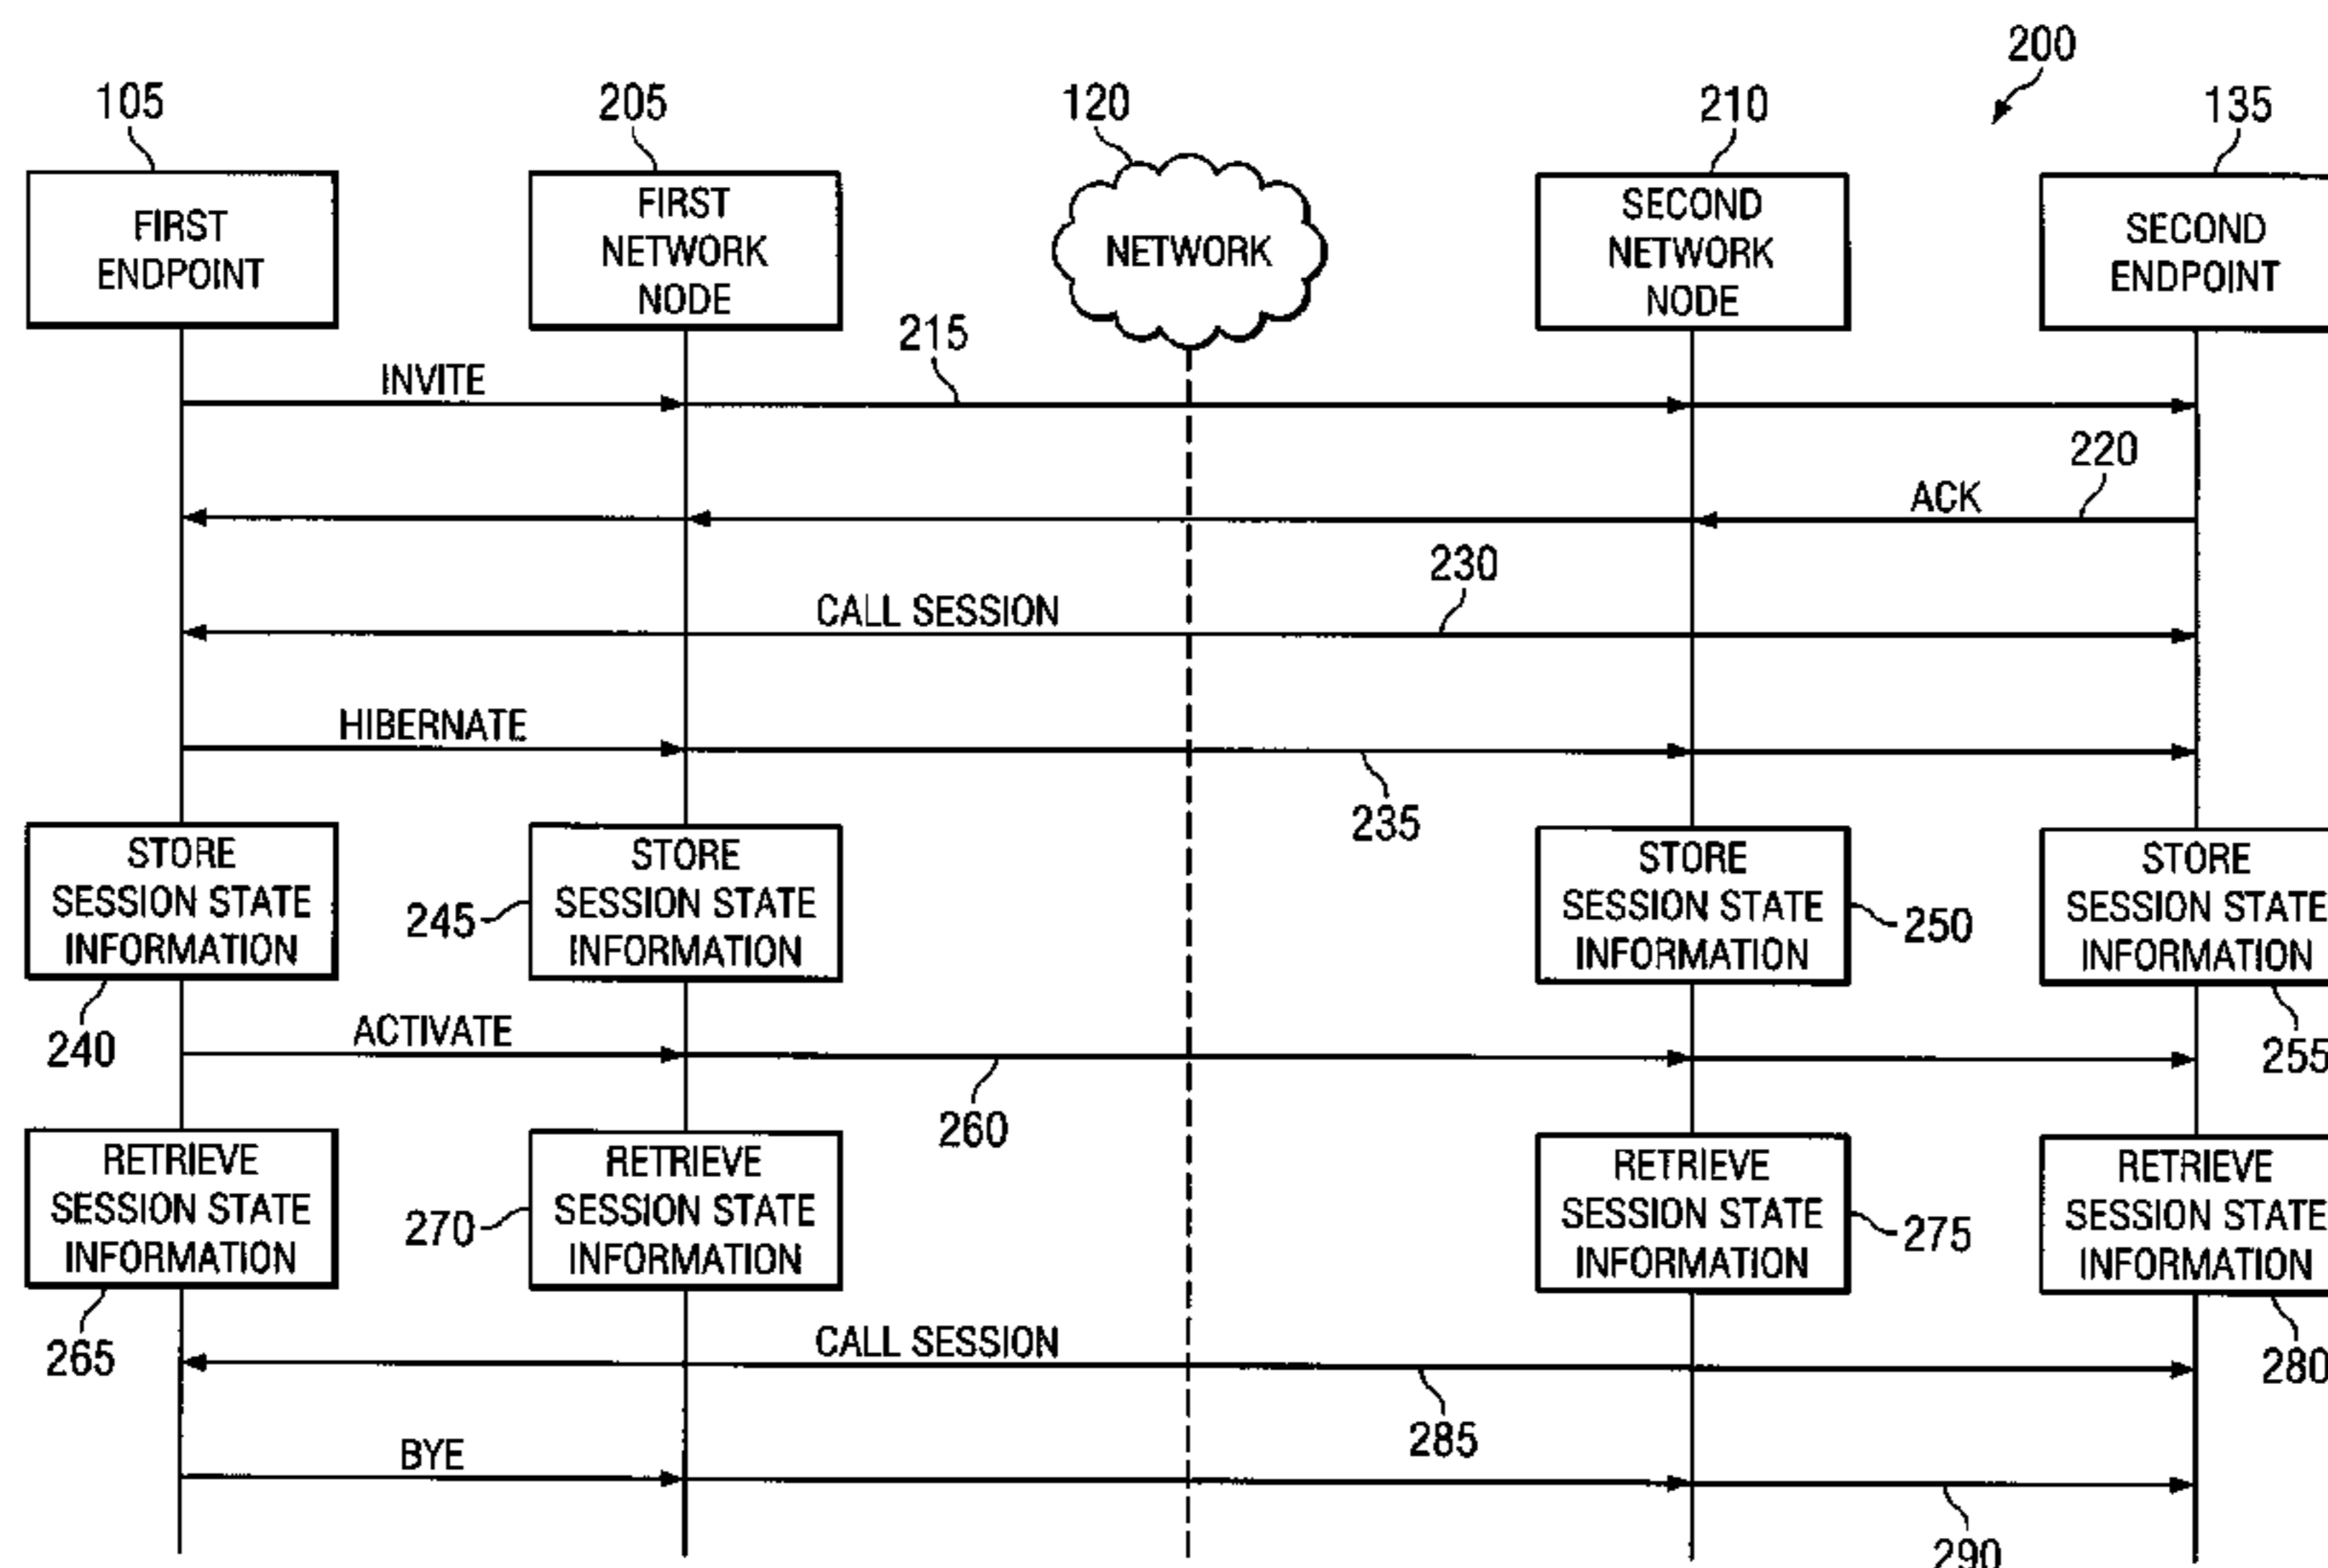 200
105
205
120
210
135
FIRST
ENDPOINT
FIRST
NETWORK
NODE
NETWORK
SECOND
NETWORK
NODE
SECOND
ENDPOINT
215
INVITE
220
ACK
230
CALL SESSION
HIBERNATE
235
STORE
SESSION STATE
INFORMATION
240
245
STORE
SESSION STATE
INFORMATION
STORE
SESSION STATE
INFORMATION
250
STORE
SESSION STATE
INFORMATION
255
ACTIVATE
260
RETRIEVE
SESSION STATE
INFORMATION
265
270
RETRIEVE
SESSION STATE
INFORMATION
RETRIEVE
SESSION STATE
INFORMATION
275
RETRIEVE
SESSION STATE
INFORMATION
280
CALL SESSION
285
BYE
290